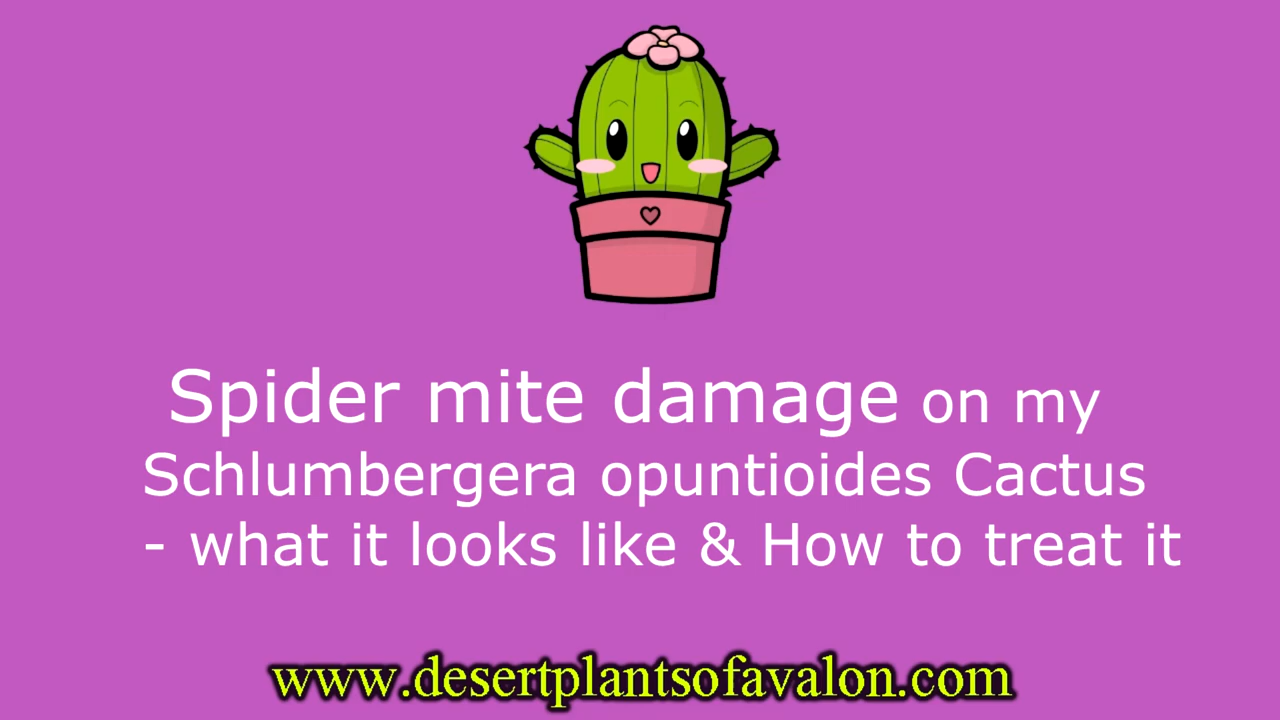 Spider mite damage on my
Schlumbergera opuntioides Cactus
- what it looks like & How to treat it
www.desertplantsofavalon.com